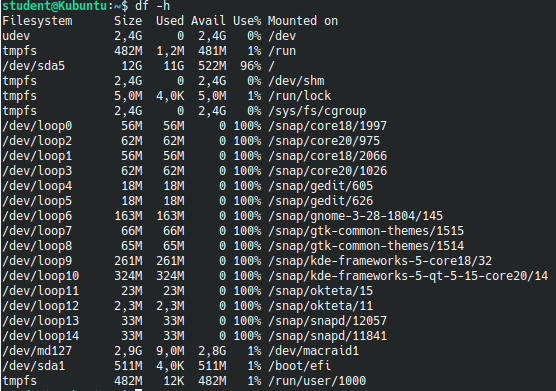 student@Kubuntu:~$ df -h
Filesystem Size Used Avail Use% Mounted on
udev 2,4G 0 2,4G 0% /dev
tmpfs 482M 1,2M 481M 1% /run
/dev/sda5 12G 11G 522M 96% /
tmpfs 2,4G 0 2,4G 0% /dev/shm
tmpfs 5,0M 4,0K 5,0M 1% /run/lock
tmpfs 2,4G 0 2,4G 0% /sys/fs/cgroup
/dev/loop0 56M 56M 0 100% /snap/core18/1997
/dev/loop2 62M 62M 0 100% /snap/core20/975
/dev/loop1 56M 56M 0 100% /snap/core18/2066
/dev/loop3 62M 62M 0 100% /snap/core20/1026
/dev/loop4 18M 18M 0 100% /snap/gedit/605
/dev/loop5 18M 18M 0 100% /snap/gedit/626
/dev/loop6 163M 163M 0 100% /snap/gnome-3-28-1804/145
/dev/loop7 66M 66M 0 100% /snap/gtk-common-themes/1515
/dev/loop8 65M 65M 0 100% /snap/gtk-common-themes/1514
/dev/loop9 261M 261M 0 100% /snap/kde-frameworks-5-core18/32
/dev/loop10 324M 324M 0 100% /snap/kde-frameworks-5-qt-5-15-core20/14
/dev/loop11 23M 23M 0 100% /snap/okteta/15
/dev/loop12 2,3M 2,3M 0 100% /snap/okteta/11
/dev/loop13 33M 33M 0 100% /snap/snapd/12057
/dev/loop14 33M 33M 0 100% /snap/snapd/11841
/dev/md127 2,9G 9,0M 2,8G 1% /dev/macraid1
/dev/sda1 511M 4,0K 511M 1% /boot/efi
tmpfs 482M 12K 482M 1% /run/user/1000